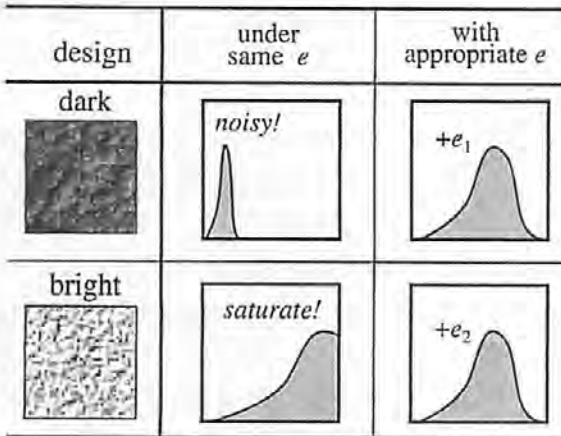 design
under
same e
with
appropriate e
dark
noisy!
+e₁
bright
saturate!
+e₂